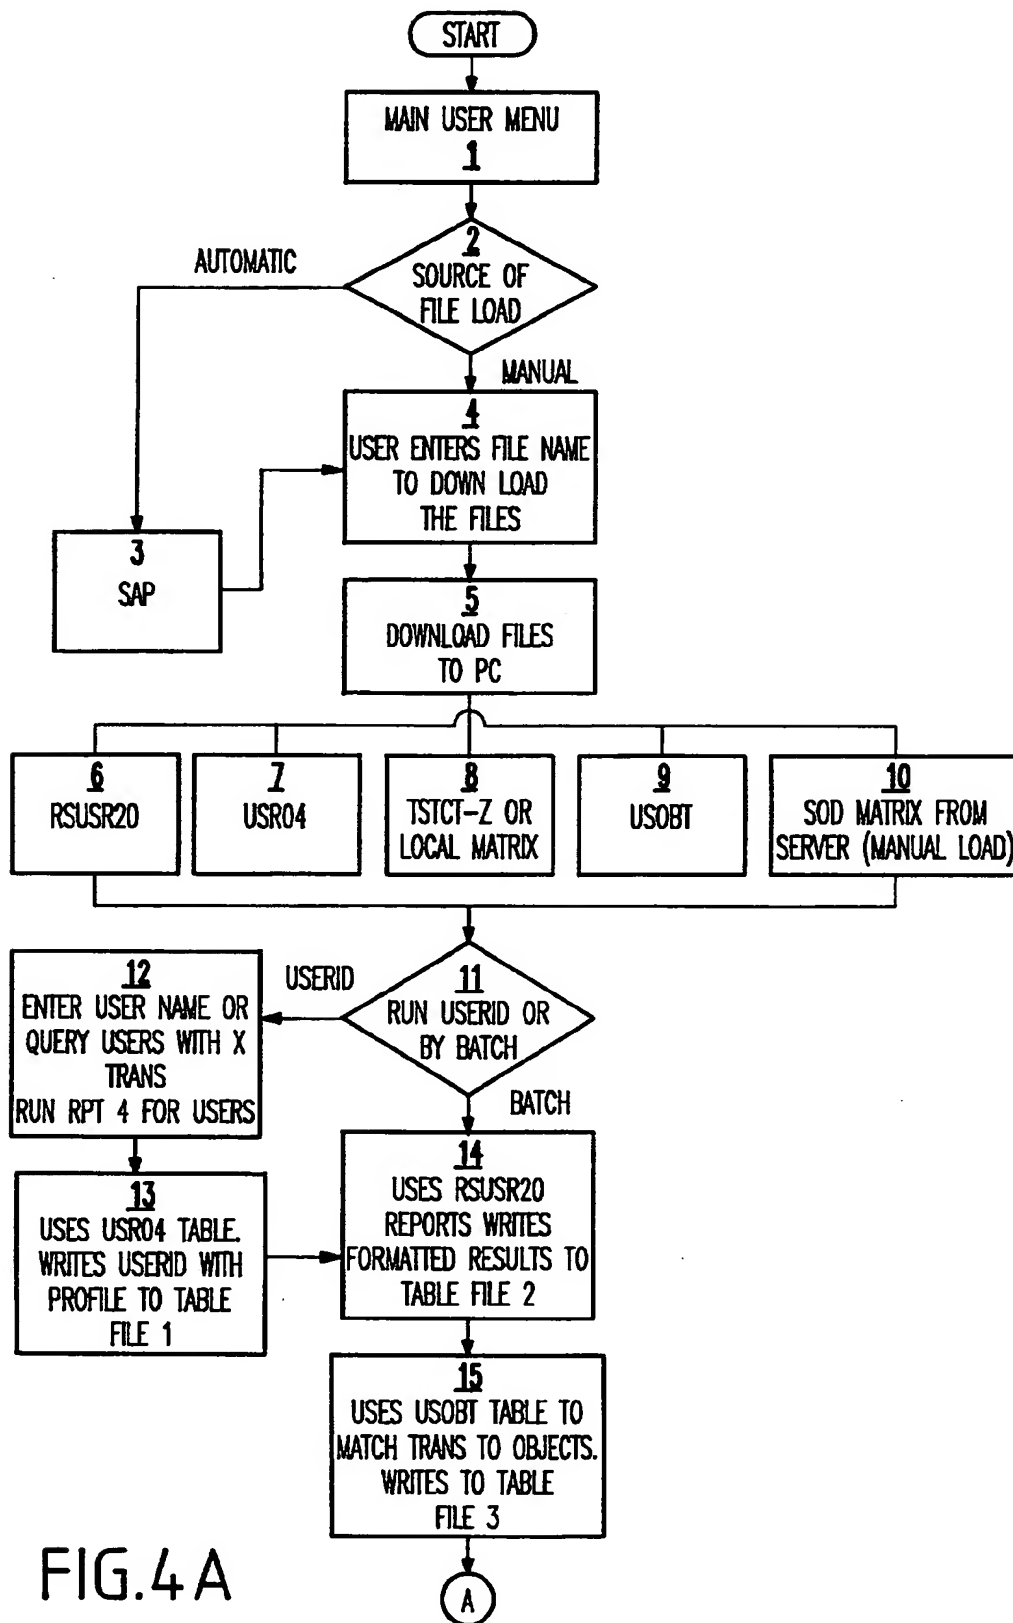 START
MAIN USER MENU
1
2
SOURCE OF
FILE LOAD
AUTOMATIC
MANUAL
3
SAP
4
USER ENTERS FILE NAME
TO DOWN LOAD
THE FILES
5
DOWNLOAD FILES
TO PC
6
RSUSR20
7
USR04
8
TSTCT-Z OR
LOCAL MATRIX
9
USOBT
10
SOD MATRIX FROM
SERVER (MANUAL LOAD)
11
RUN USERID OR
BY BATCH
USERID
BATCH
12
ENTER USER NAME OR
QUERY USERS WITH X
TRANS
RUN RPT 4 FOR USERS
13
USES USR04 TABLE.
WRITES USERID WITH
PROFILE TO TABLE
FILE 1
14
USES RSUSR20
REPORTS WRITES
FORMATTED RESULTS TO
TABLE FILE 2
15
USES USOBT TABLE TO
MATCH TRANS TO OBJECTS.
WRITES TO TABLE
FILE 3
A
FIG.4A